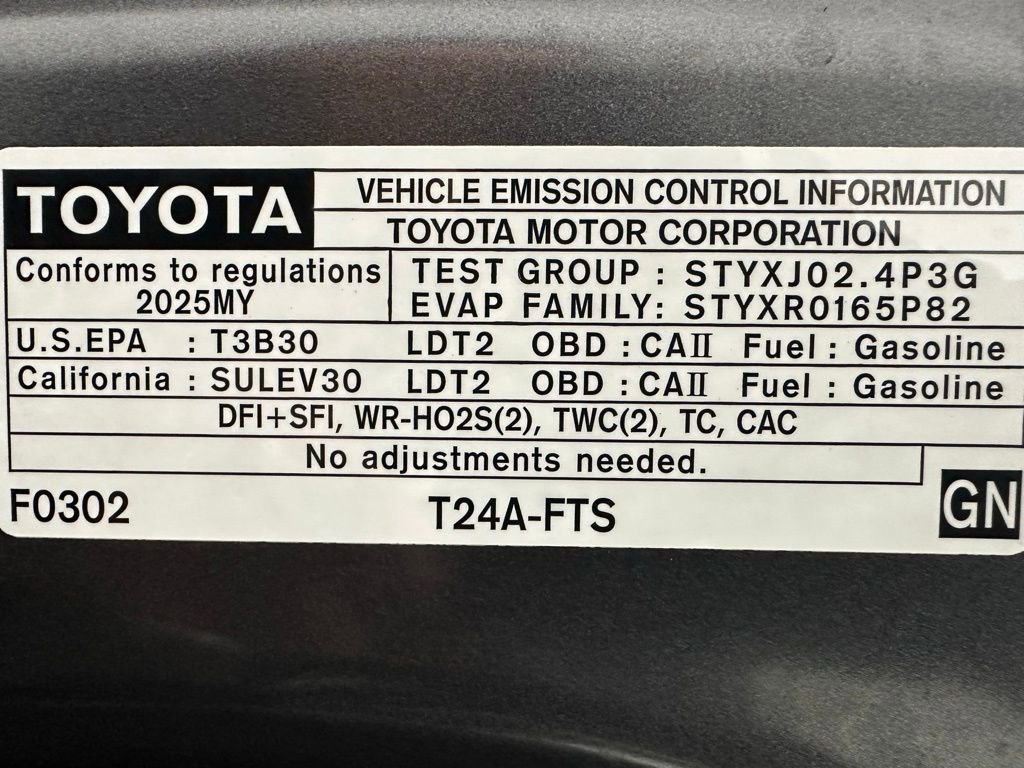 TOYOTA
VEHICLE EMISSION CONTROL INFORMATION
TOYOTA MOTOR CORPORATION
Conforms to regulations
2025MY
TEST GROUP : STYXJ02.4P3G
EVAP FAMILY: STYXR0165P82
U.S.EPA : T3B30 LDT2 OBD : CAII Fuel : Gasoline
California : SULEV30 LDT2 OBD : CAII Fuel : Gasoline
DFI+SFI, WR-HO2S(2), TWC(2), TC, CAC
No adjustments needed.
F0302 T24A-FTS GN